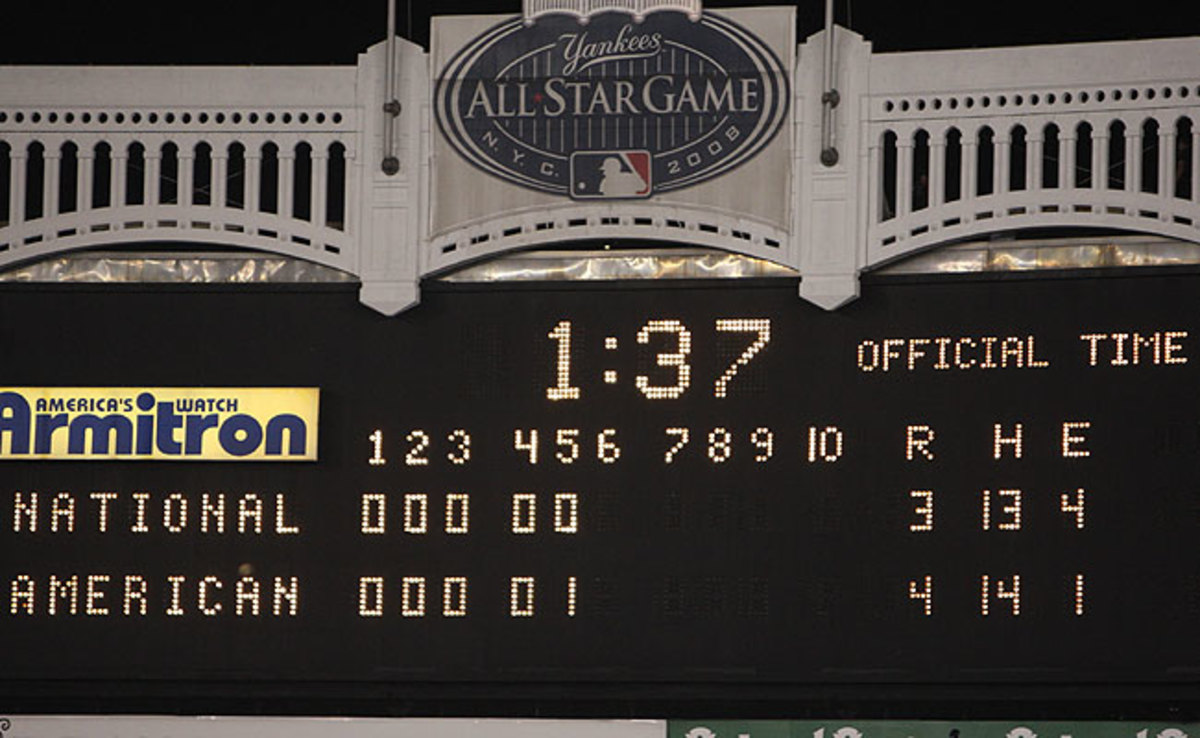 Yankees
ALL★STAR GAME
N.Y.C. 2008
1:37 OFFICIAL TIME
AMERICA'S WATCH
Armitron
1 2 3 4 5 6 7 8 9 10 R H E
NATIONAL 0 0 0 0 0 3 13 4
AMERICAN 0 0 0 0 1 4 14 1